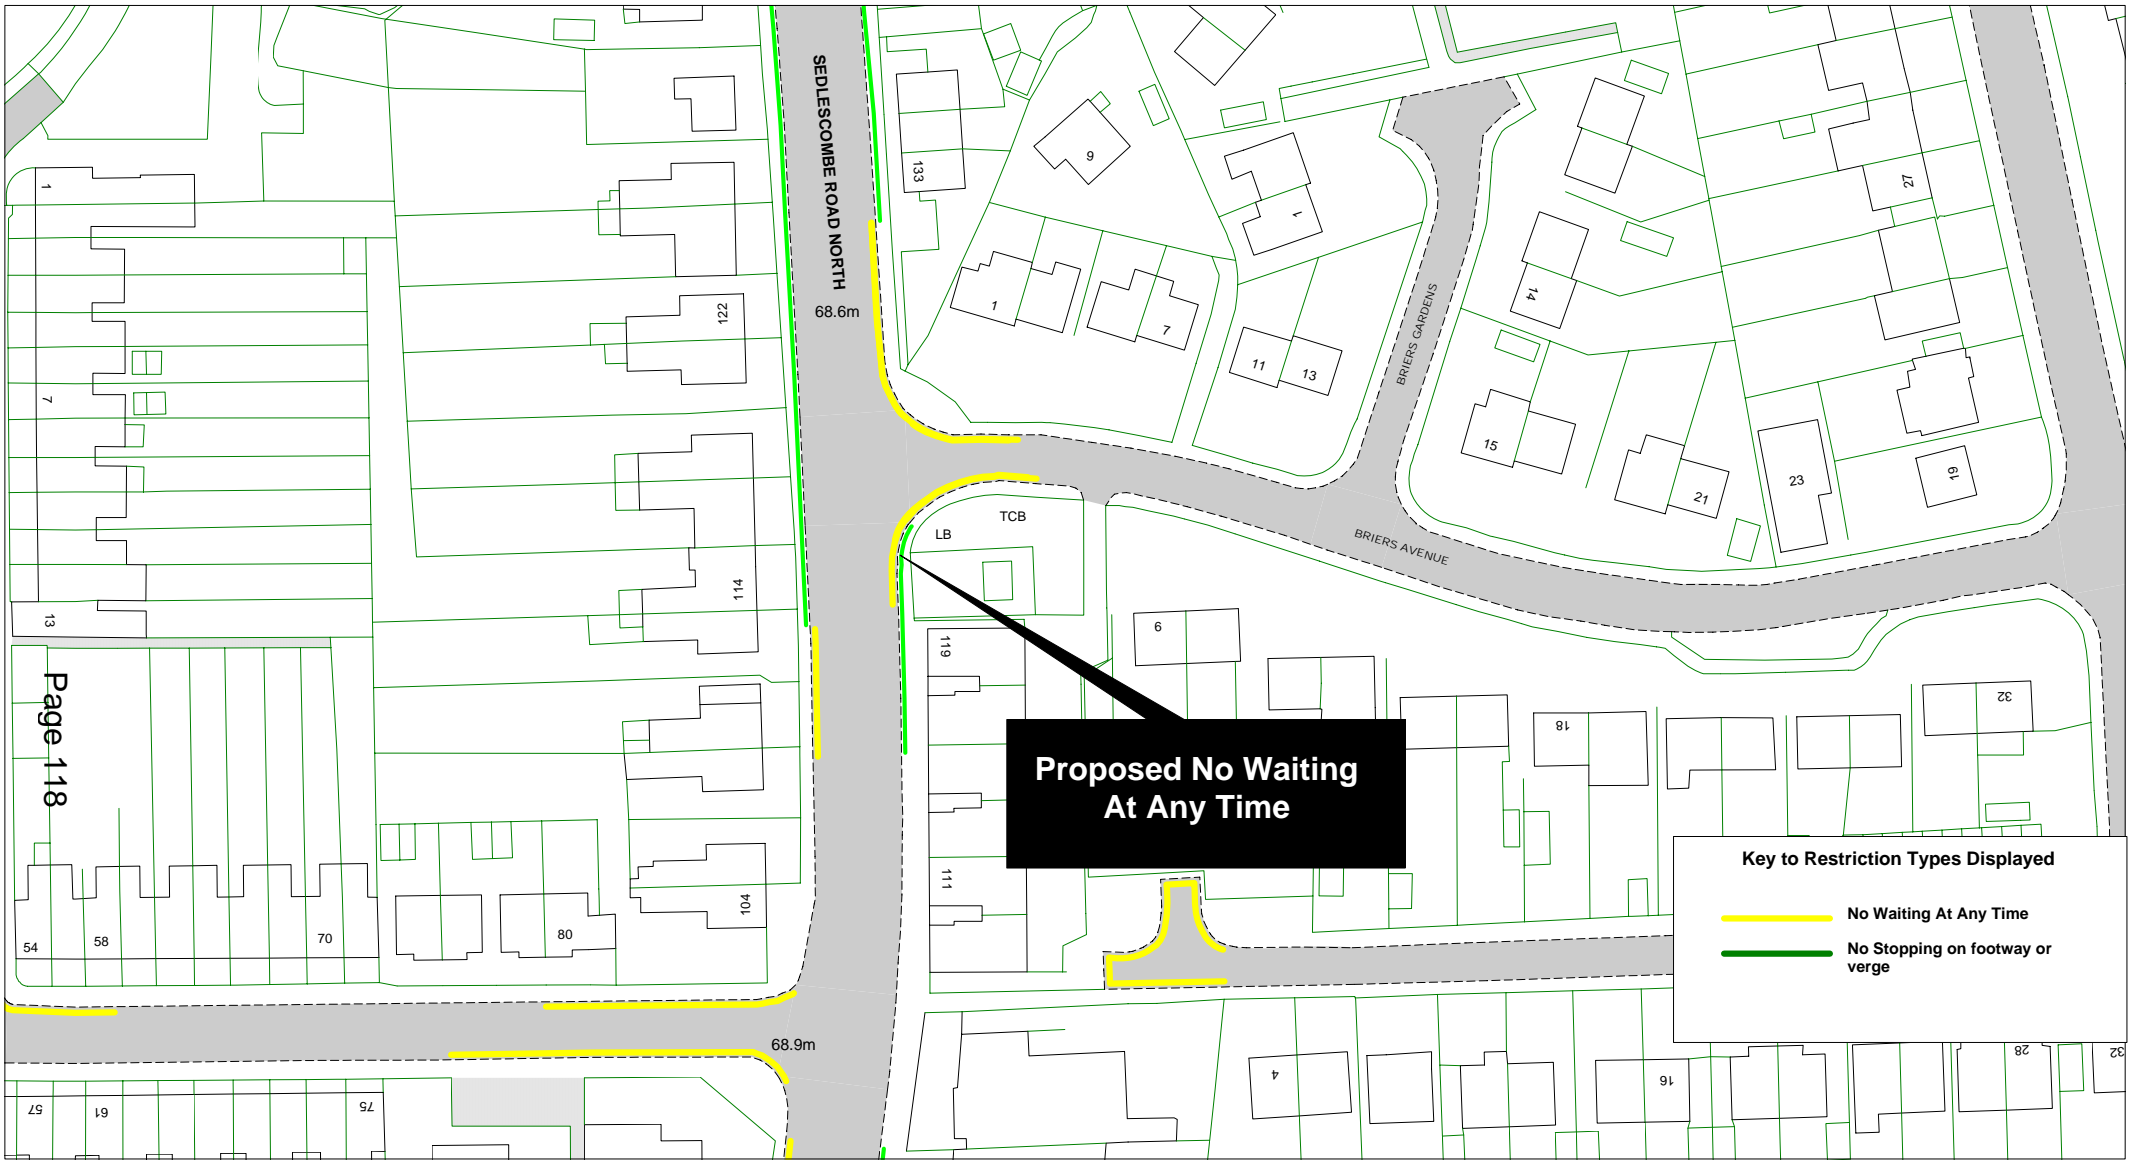 SEDLESCOMBE ROAD NORTH
68.6m
133
9
1
1
7
11
13
1
7
13
122
114
104
BRIERS GARDENS
BRIERS AVENUE
14
15
21
23
27
19
TCB
LB
119
111
6
18
32
Page 118
Proposed No Waiting
At Any Time
Key to Restriction Types Displayed
No Waiting At Any Time
No Stopping on footway or
verge
54
58
70
80
68.9m
57
61
75
4
16
28
32